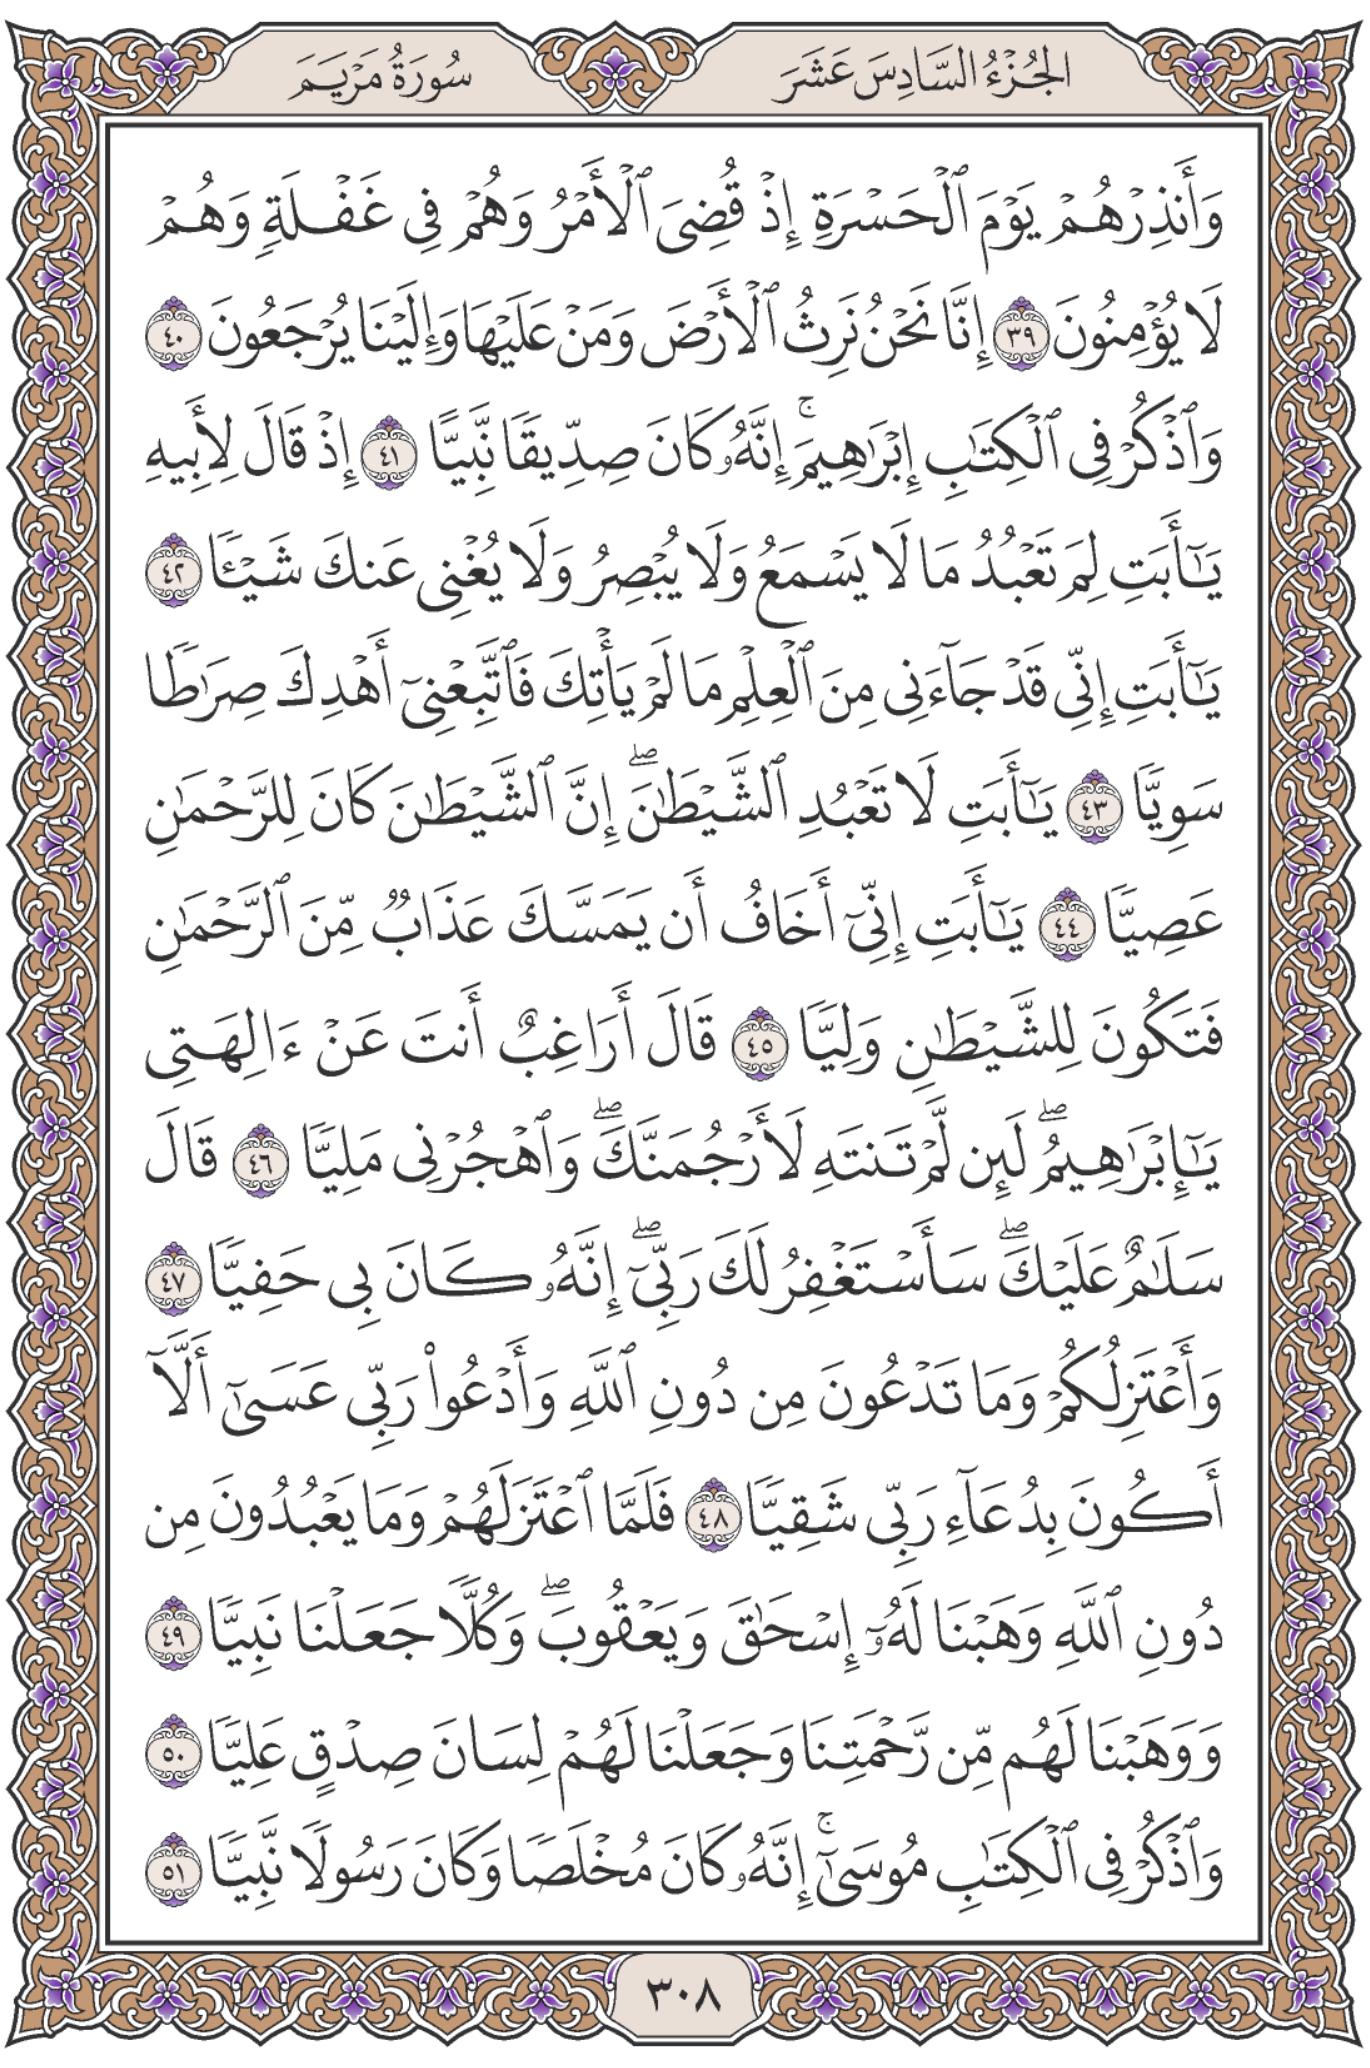 الجُزْءُ السَّادِسَ عَشَرَ
سُورَةُ مَرْيَمَ
وَأَنذِرْهُمْ يَوْمَ ٱلْحَسْرَةِ إِذْ قُضِىَ ٱلْأَمْرُ وَهُمْ فِى غَفْلَةٍ وَهُمْ
لَا يُؤْمِنُونَ ٣٩ إِنَّا نَحْنُ نَرِثُ ٱلْأَرْضَ وَمَنْ عَلَيْهَا وَإِلَيْنَا يُرْجَعُونَ ٤٠
وَٱذْكُرْ فِى ٱلْكِتَٰبِ إِبْرَٰهِيمَ ۚ إِنَّهُۥ كَانَ صِدِّيقًا نَّبِيًّا ٤١ إِذْ قَالَ لِأَبِيهِ
يَٰٓأَبَتِ لِمَ تَعْبُدُ مَا لَا يَسْمَعُ وَلَا يُبْصِرُ وَلَا يُغْنِى عَنكَ شَيْـًٔا ٤٢
يَٰٓأَبَتِ إِنِّى قَدْ جَآءَنِى مِنَ ٱلْعِلْمِ مَا لَمْ يَأْتِكَ فَٱتَّبِعْنِىٓ أَهْدِكَ صِرَٰطًا
سَوِيًّا ٤٣ يَٰٓأَبَتِ لَا تَعْبُدِ ٱلشَّيْطَٰنَ ۖ إِنَّ ٱلشَّيْطَٰنَ كَانَ لِلرَّحْمَٰنِ
عَصِيًّا ٤٤ يَٰٓأَبَتِ إِنِّىٓ أَخَافُ أَن يَمَسَّكَ عَذَابٌ مِّنَ ٱلرَّحْمَٰنِ
فَتَكُونَ لِلشَّيْطَٰنِ وَلِيًّا ٤٥ قَالَ أَرَاغِبٌ أَنتَ عَنْ ءَالِهَتِى
يَٰٓإِبْرَٰهِيمُ ۖ لَئِن لَّمْ تَنتَهِ لَأَرْجُمَنَّكَ ۖ وَٱهْجُرْنِى مَلِيًّا ٤٦ قَالَ
سَلَٰمٌ عَلَيْكَ ۖ سَأَسْتَغْفِرُ لَكَ رَبِّىٓ ۖ إِنَّهُۥ كَانَ بِى حَفِيًّا ٤٧
وَأَعْتَزِلُكُمْ وَمَا تَدْعُونَ مِن دُونِ ٱللَّهِ وَأَدْعُوا۟ رَبِّى عَسَىٰٓ أَلَّآ
أَكُونَ بِدُعَآءِ رَبِّى شَقِيًّا ٤٨ فَلَمَّا ٱعْتَزَلَهُمْ وَمَا يَعْبُدُونَ مِن
دُونِ ٱللَّهِ وَهَبْنَا لَهُۥٓ إِسْحَٰقَ وَيَعْقُوبَ ۖ وَكُلًّا جَعَلْنَا نَبِيًّا ٤٩
وَوَهَبْنَا لَهُم مِّن رَّحْمَتِنَا وَجَعَلْنَا لَهُمْ لِسَانَ صِدْقٍ عَلِيًّا ٥٠
وَٱذْكُرْ فِى ٱلْكِتَٰبِ مُوسَىٰٓ ۚ إِنَّهُۥ كَانَ مُخْلَصًا وَكَانَ رَسُولًا نَّبِيًّا ٥١
٣٠٨